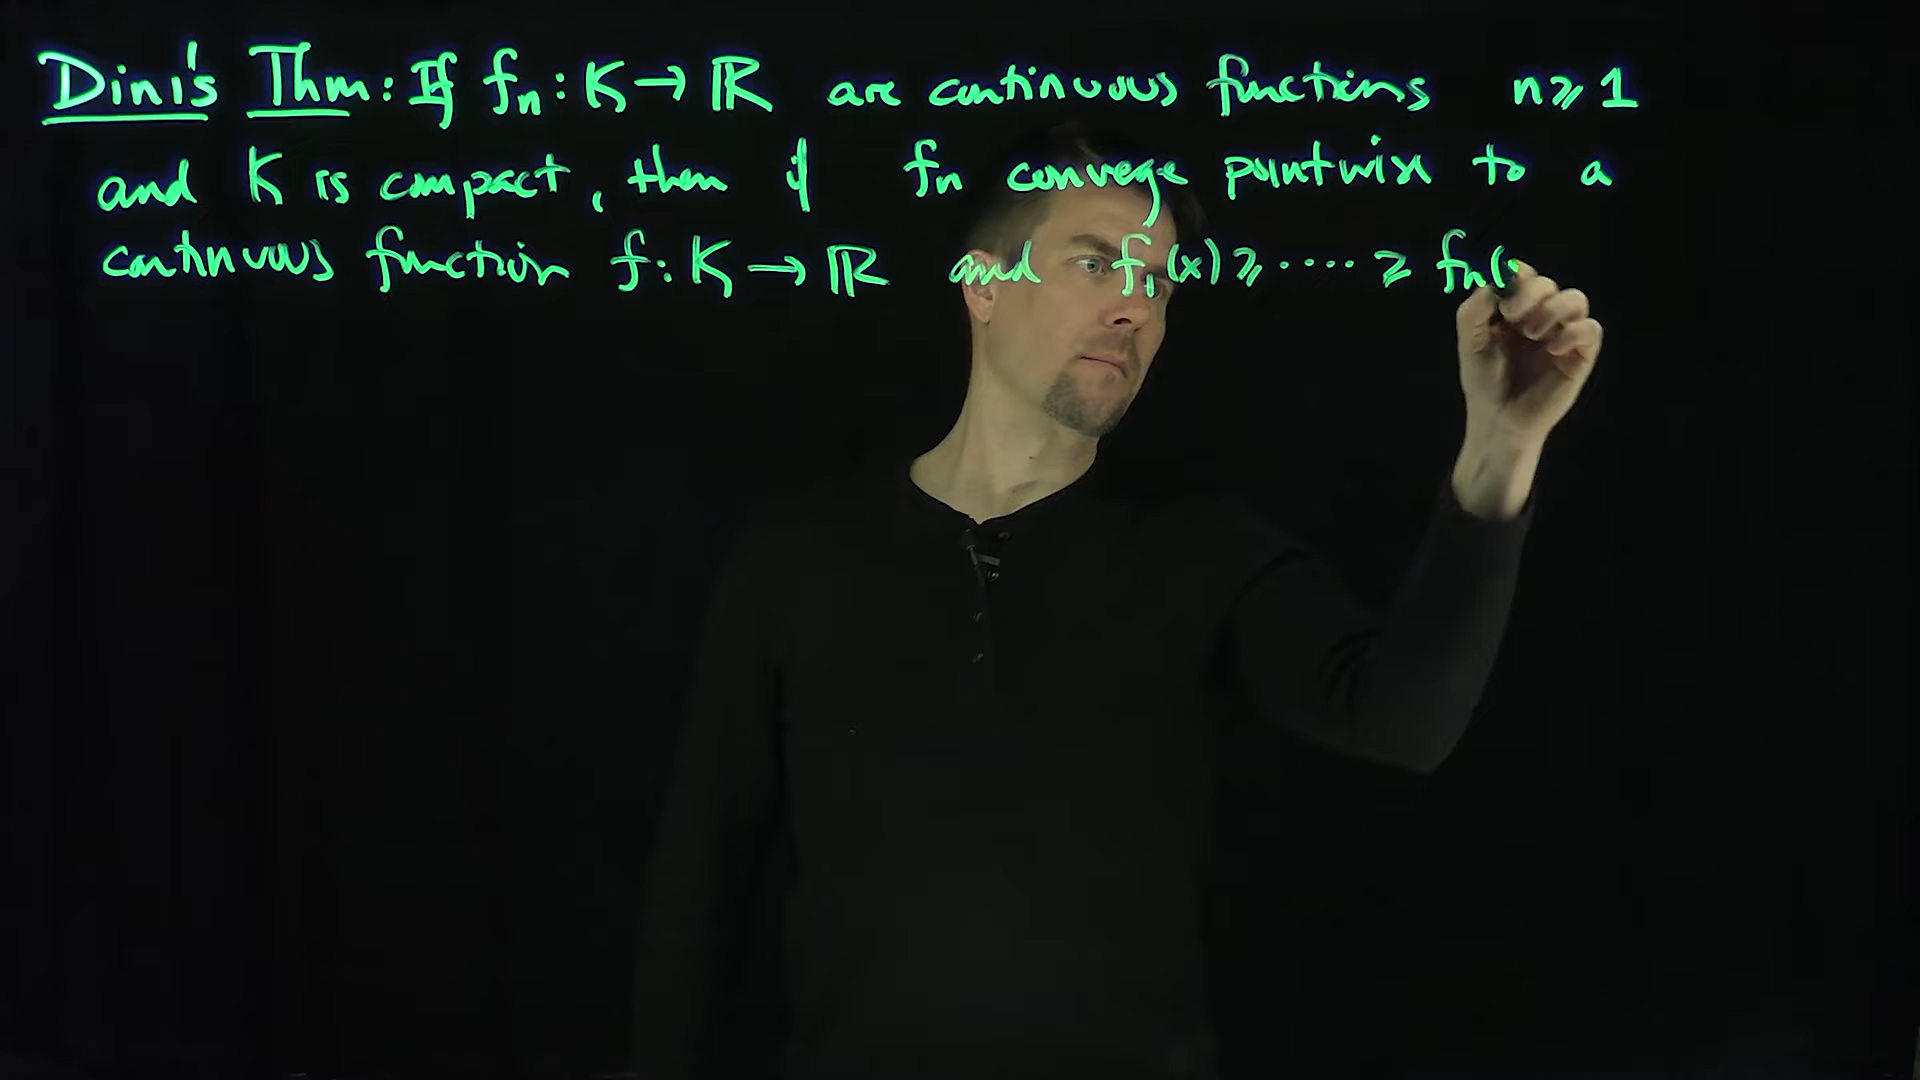 Dini's Thm: If fn: K → ℝ are continuous functions n ≥ 1
and K is compact, then if fn converge pointwise to a
continuous function f: K → ℝ and f₁(x) ≥ ···· ≥ fn(